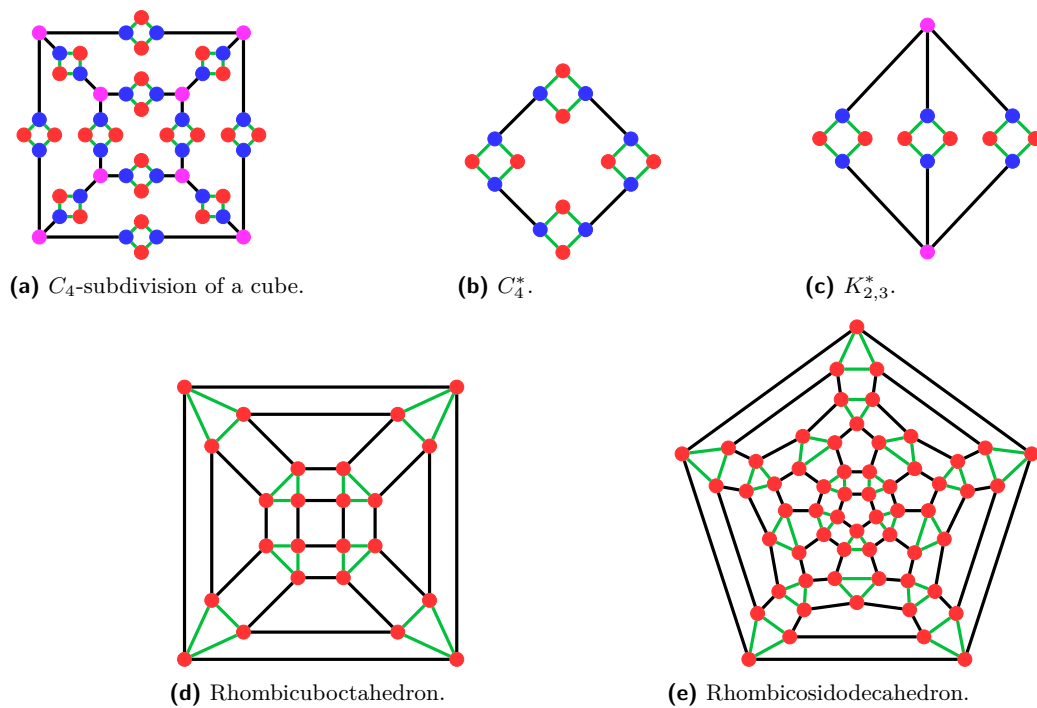 (a) C₄-subdivision of a cube.
(b) C₄*.
(c) K₂,₃*.
(d) Rhombicuboctahedron.
(e) Rhombicosidodecahedron.